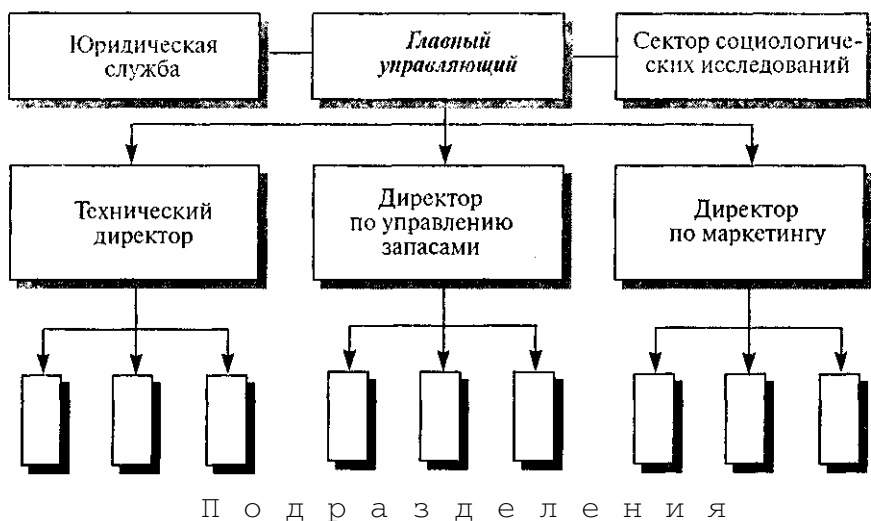 Юридическая
служба
Главный
управляющий
Сектор социологиче-
ских исследований
Технический
директор
Директор
по управлению
запасами
Директор
по маркетингу
Подразделения